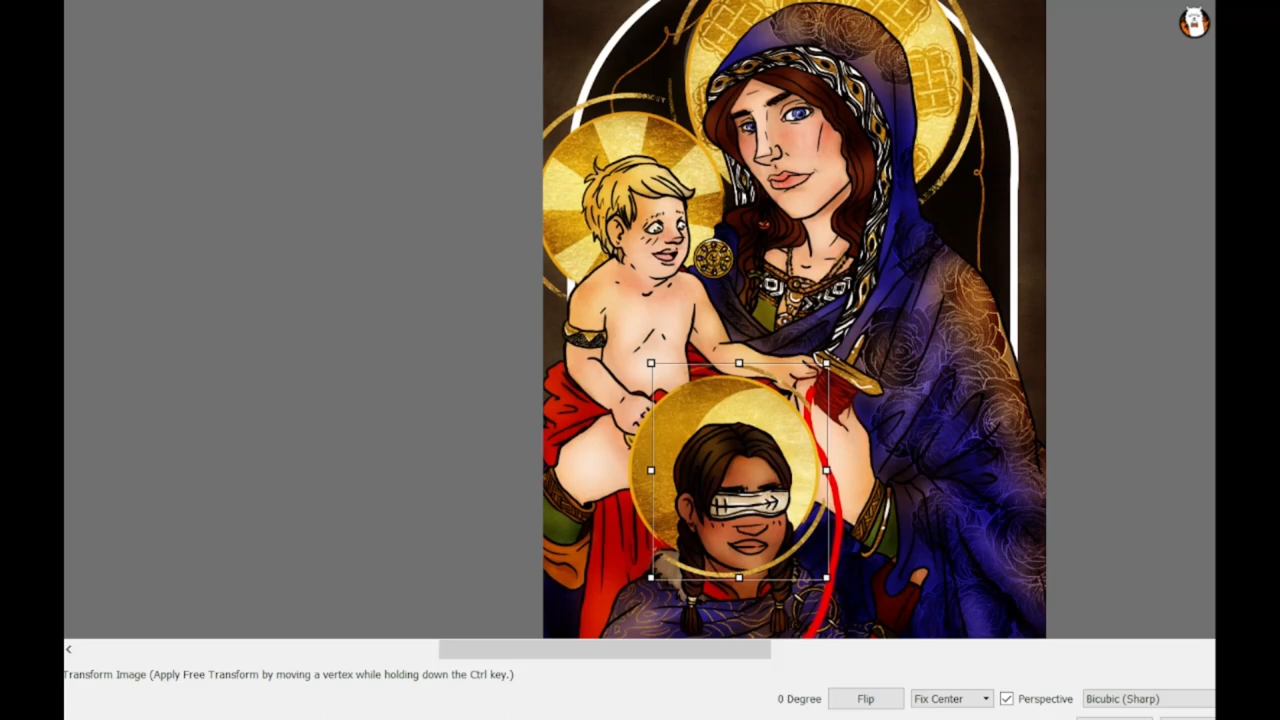 Transform Image (Apply Free Transform by moving a vertex while holding down the Ctrl key.)
0 Degree Flip Fix Center Perspective Bicubic (Sharp)